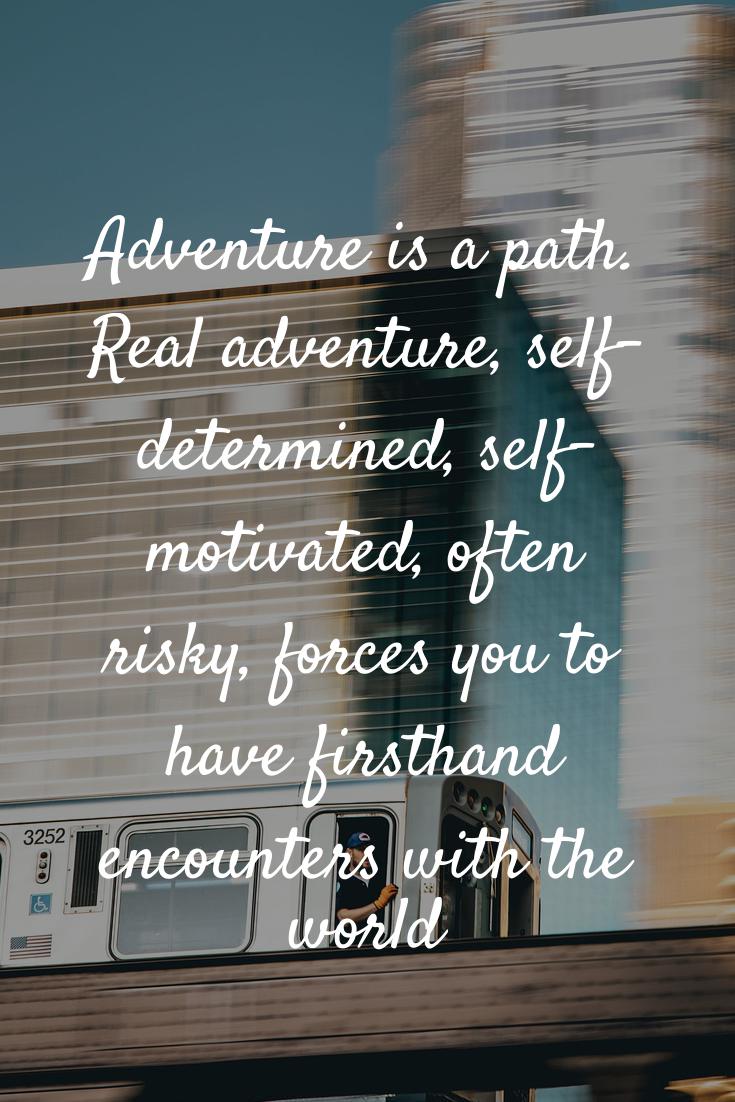 Adventure is a path.
Real adventure, self-
determined, self-
motivated, often
risky, forces you to
have firsthand
encounters with the
world
3252